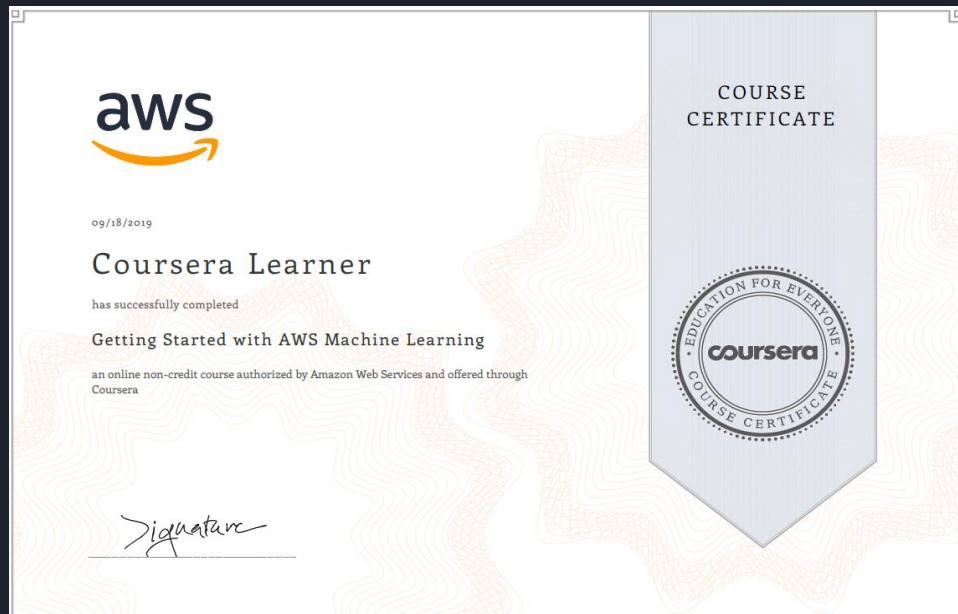 aws
COURSE
CERTIFICATE
09/18/2019
Coursera Learner
has successfully completed
Getting Started with AWS Machine Learning
an online non-credit course authorized by Amazon Web Services and offered through
Coursera
EDUCATION FOR EVERYONE
coursera
COURSE CERTIFICATE
Signature